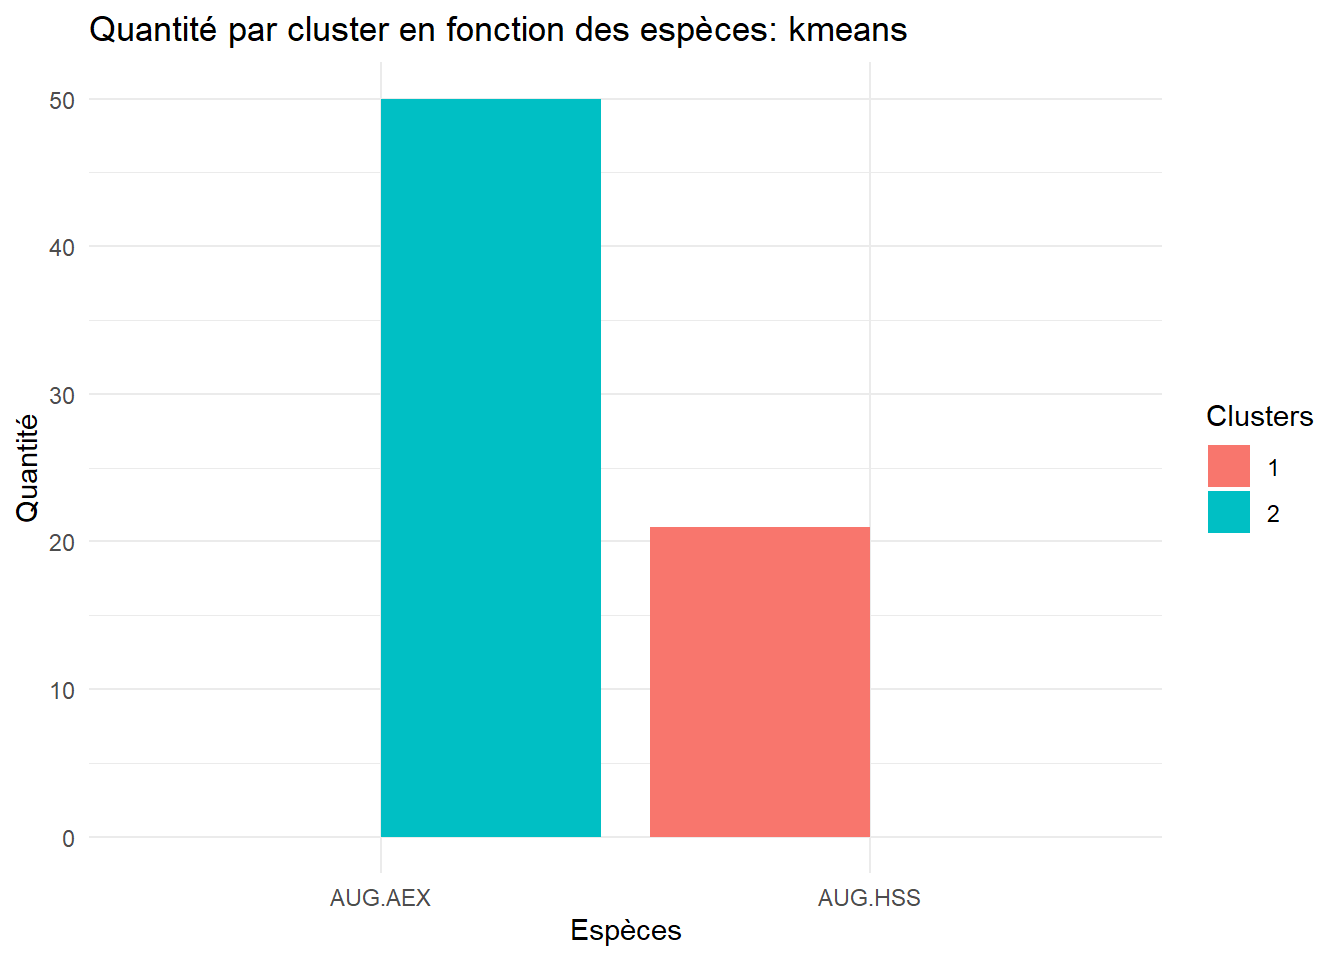 Quantité par cluster en fonction des espèces: kmeans
Quantité
50
40
30
20
10
0
AUG.AEX
AUG.HSS
Espèces
Clusters
1
2